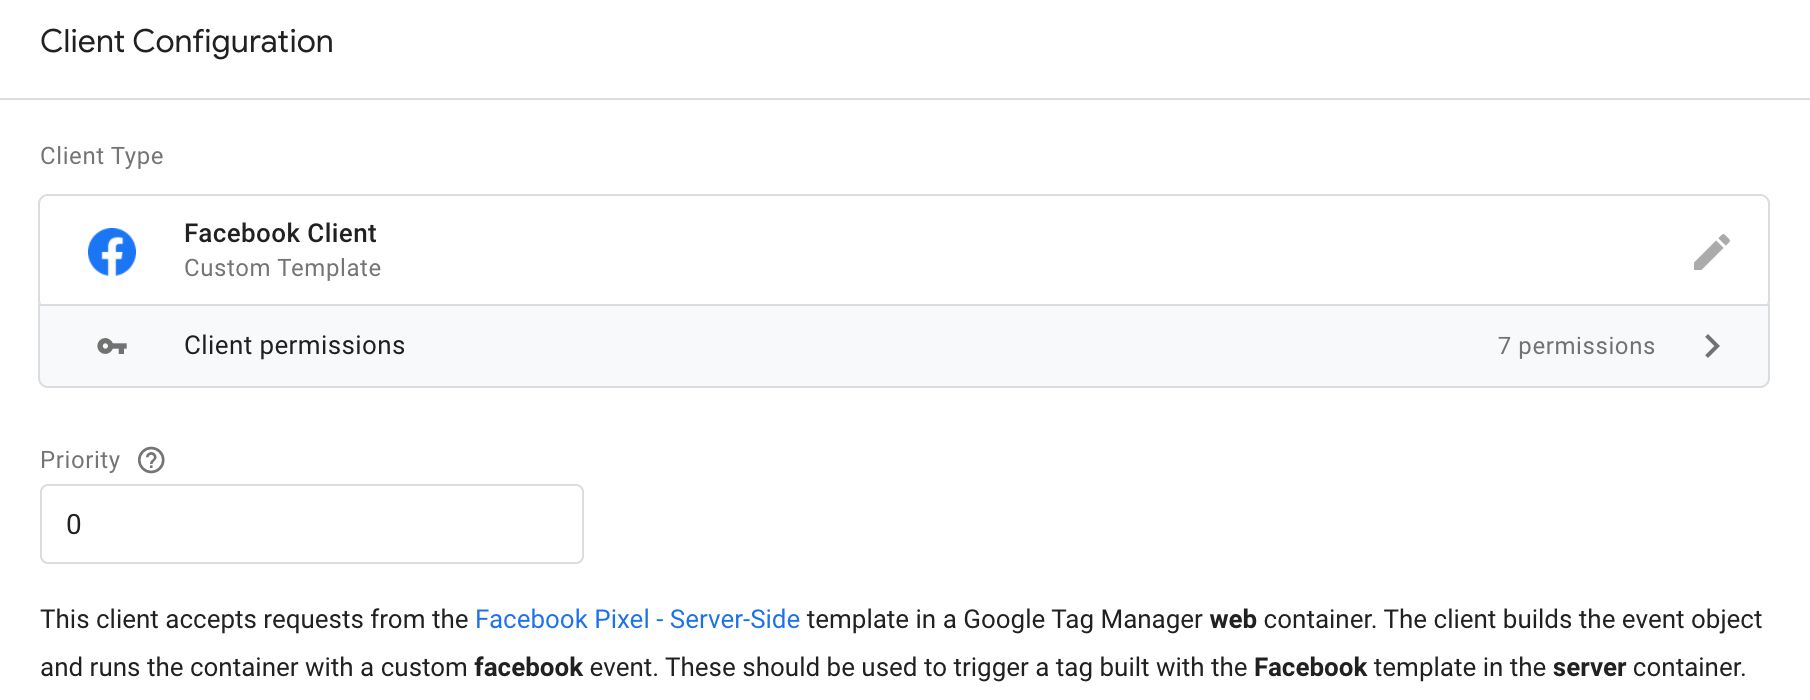 Client Configuration
Client Type
Facebook Client
Custom Template
Client permissions
7 permissions
Priority
0
This client accepts requests from the Facebook Pixel - Server-Side template in a Google Tag Manager web container. The client builds the event object
and runs the container with a custom facebook event. These should be used to trigger a tag built with the Facebook template in the server container.